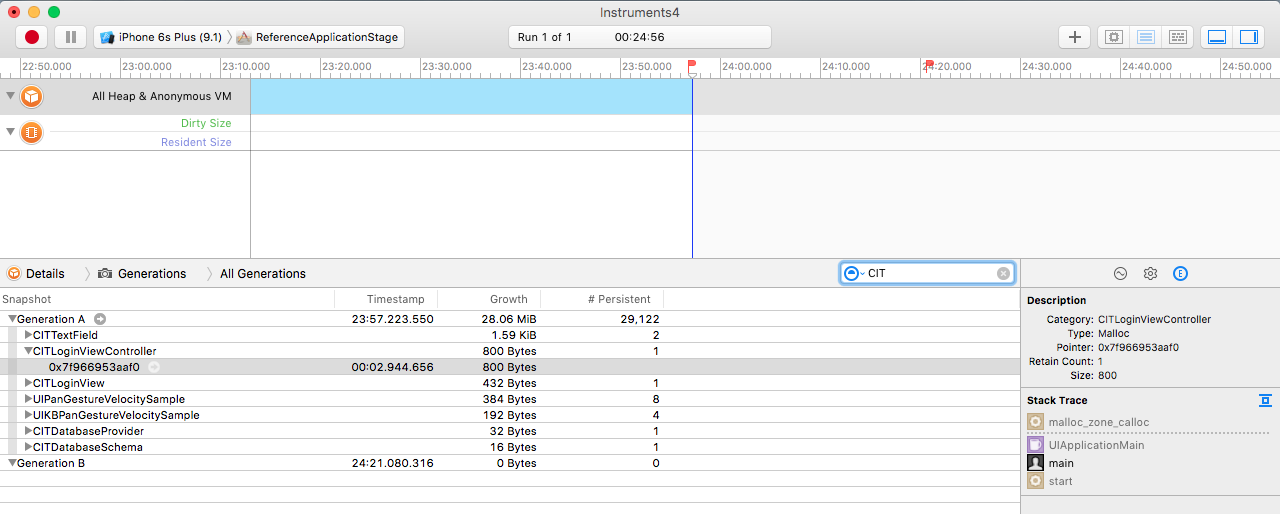 Instruments4
iPhone 6s Plus (9.1) ReferenceApplicationStage Run 1 of 1 00:24:56
22:50.000 23:00.000 23:10.000 23:20.000 23:30.000 23:40.000 23:50.000 24:00.000 24:10.000 24:20.000 24:30.000 24:40.000 24:50.000
All Heap & Anonymous VM
Dirty Size
Resident Size
Details Generations All Generations CIT E
Snapshot Timestamp Growth # Persistent
Generation A 23:57.223.550 28.06 MiB 29,122
CITTextField 1.59 KiB 2
CITLoginViewController 800 Bytes 1
0x7f966953aaf0 00:02.944.656 800 Bytes
CITLoginView 432 Bytes 1
UIPanGestureVelocitySample 384 Bytes 8
UIKBPanGestureVelocitySample 192 Bytes 4
CITDatabaseProvider 32 Bytes 1
CITDatabaseSchema 16 Bytes 1
Generation B 24:21.080.316 0 Bytes 0
Description
Category: CITLoginViewController
Type: Malloc
Pointer: 0x7f966953aaf0
Retain Count: 1
Size: 800
Stack Trace
malloc_zone_calloc
UIApplicationMain
main
start